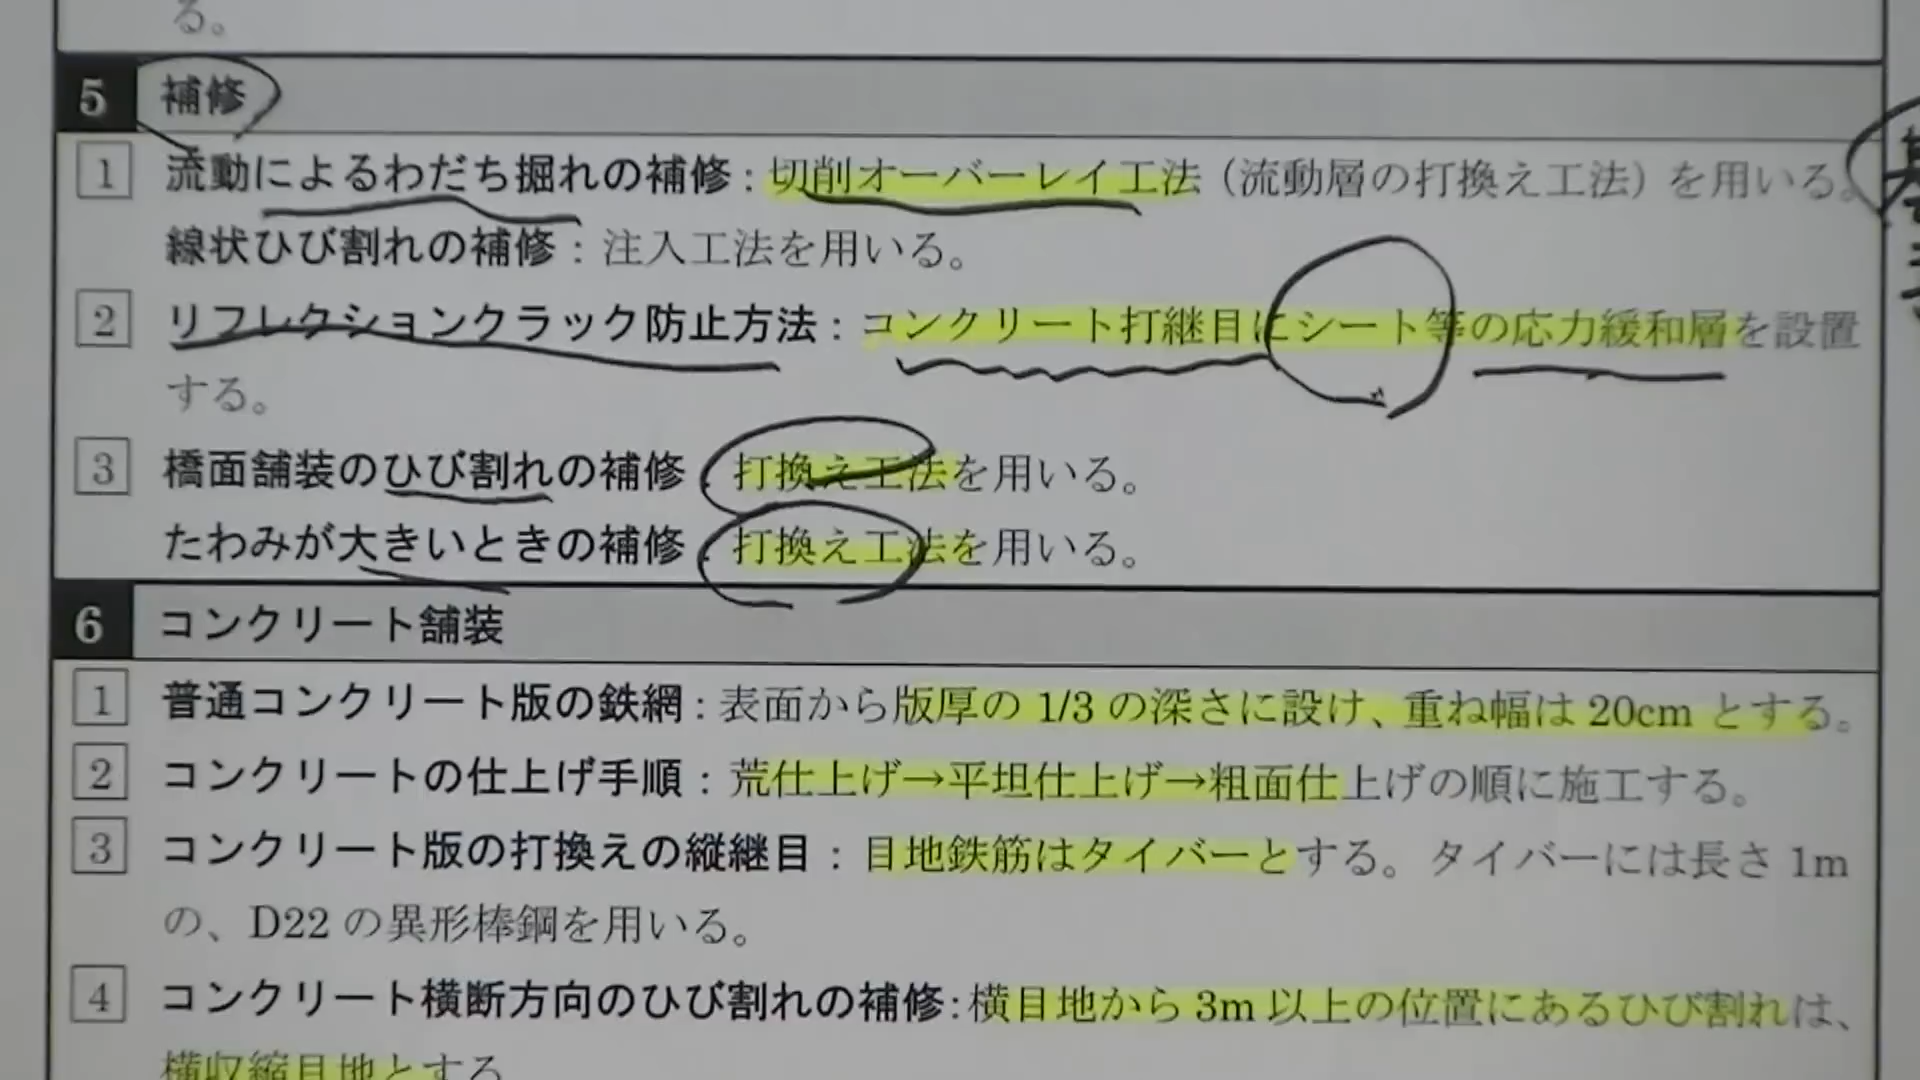 る。
5 補修
1 流動によるわだち掘れの補修：切削オーバーレイ工法（流動層の打換え工法）を用いる。
線状ひび割れの補修：注入工法を用いる。
2 リフレクションクラック防止方法：コンクリート打継目にシート等の応力緩和層を設置
する。
3 橋面舗装のひび割れの補修：打換え工法を用いる。
たわみが大きいときの補修：打換え工法を用いる。
6 コンクリート舗装
1 普通コンクリート版の鉄網：表面から版厚の 1/3 の深さに設け、重ね幅は 20cm とする。
2 コンクリートの仕上げ手順：荒仕上げ→平坦仕上げ→粗面仕上げの順に施工する。
3 コンクリート版の打換えの縦継目：目地鉄筋はタイバーとする。タイバーには長さ 1m
の、D22 の異形棒鋼を用いる。
4 コンクリート横断方向のひび割れの補修：横目地から 3m 以上の位置にあるひび割れは、
横収縮目地とする